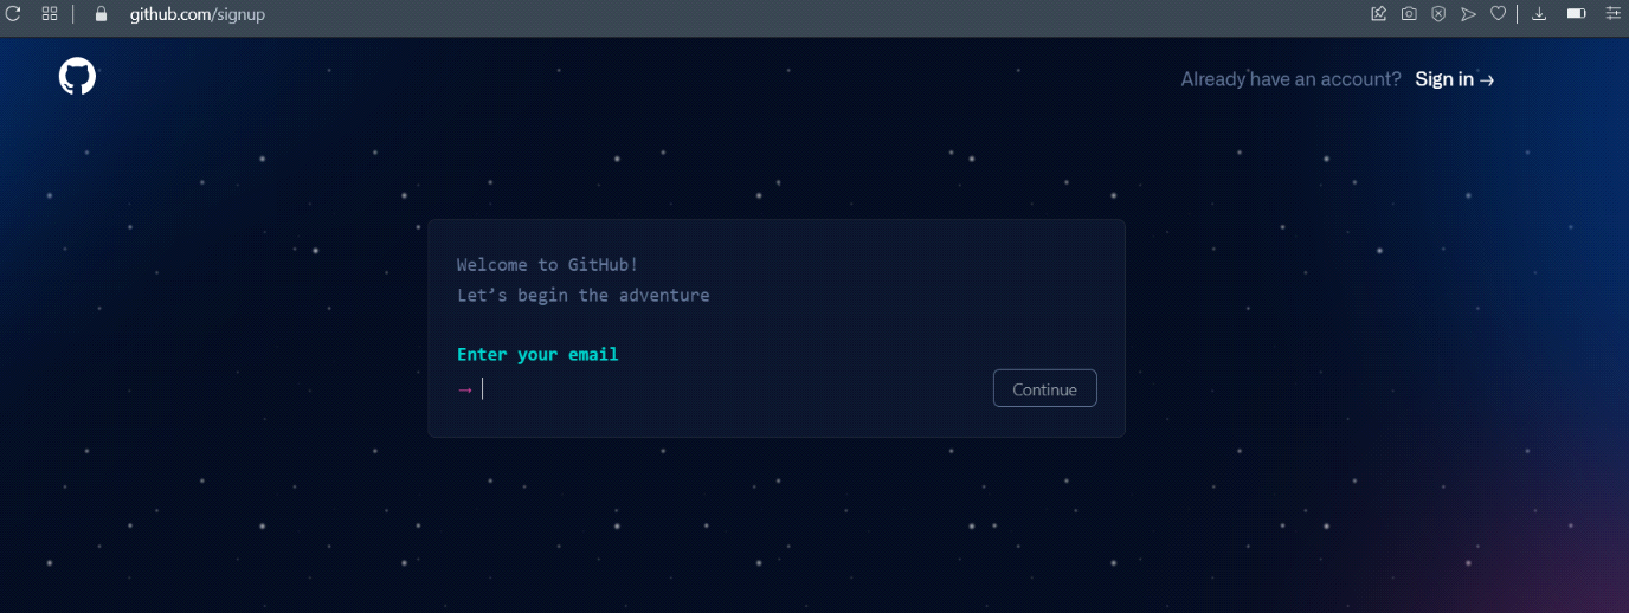 github.com/signup
Already have an account? Sign in →
Welcome to GitHub!
Let’s begin the adventure
Enter your email
→
Continue